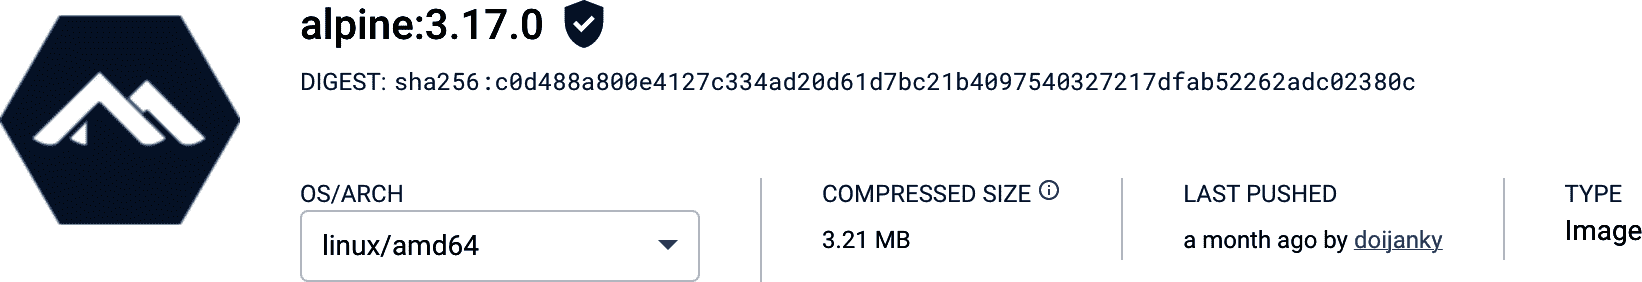 alpine:3.17.0
DIGEST: sha256:c0d488a800e4127c334ad20d61d7bc21b4097540327217dfab52262adc02380c
OS/ARCH
linux/amd64
COMPRESSED SIZE
3.21 MB
LAST PUSHED
a month ago by doijanky
TYPE
Image